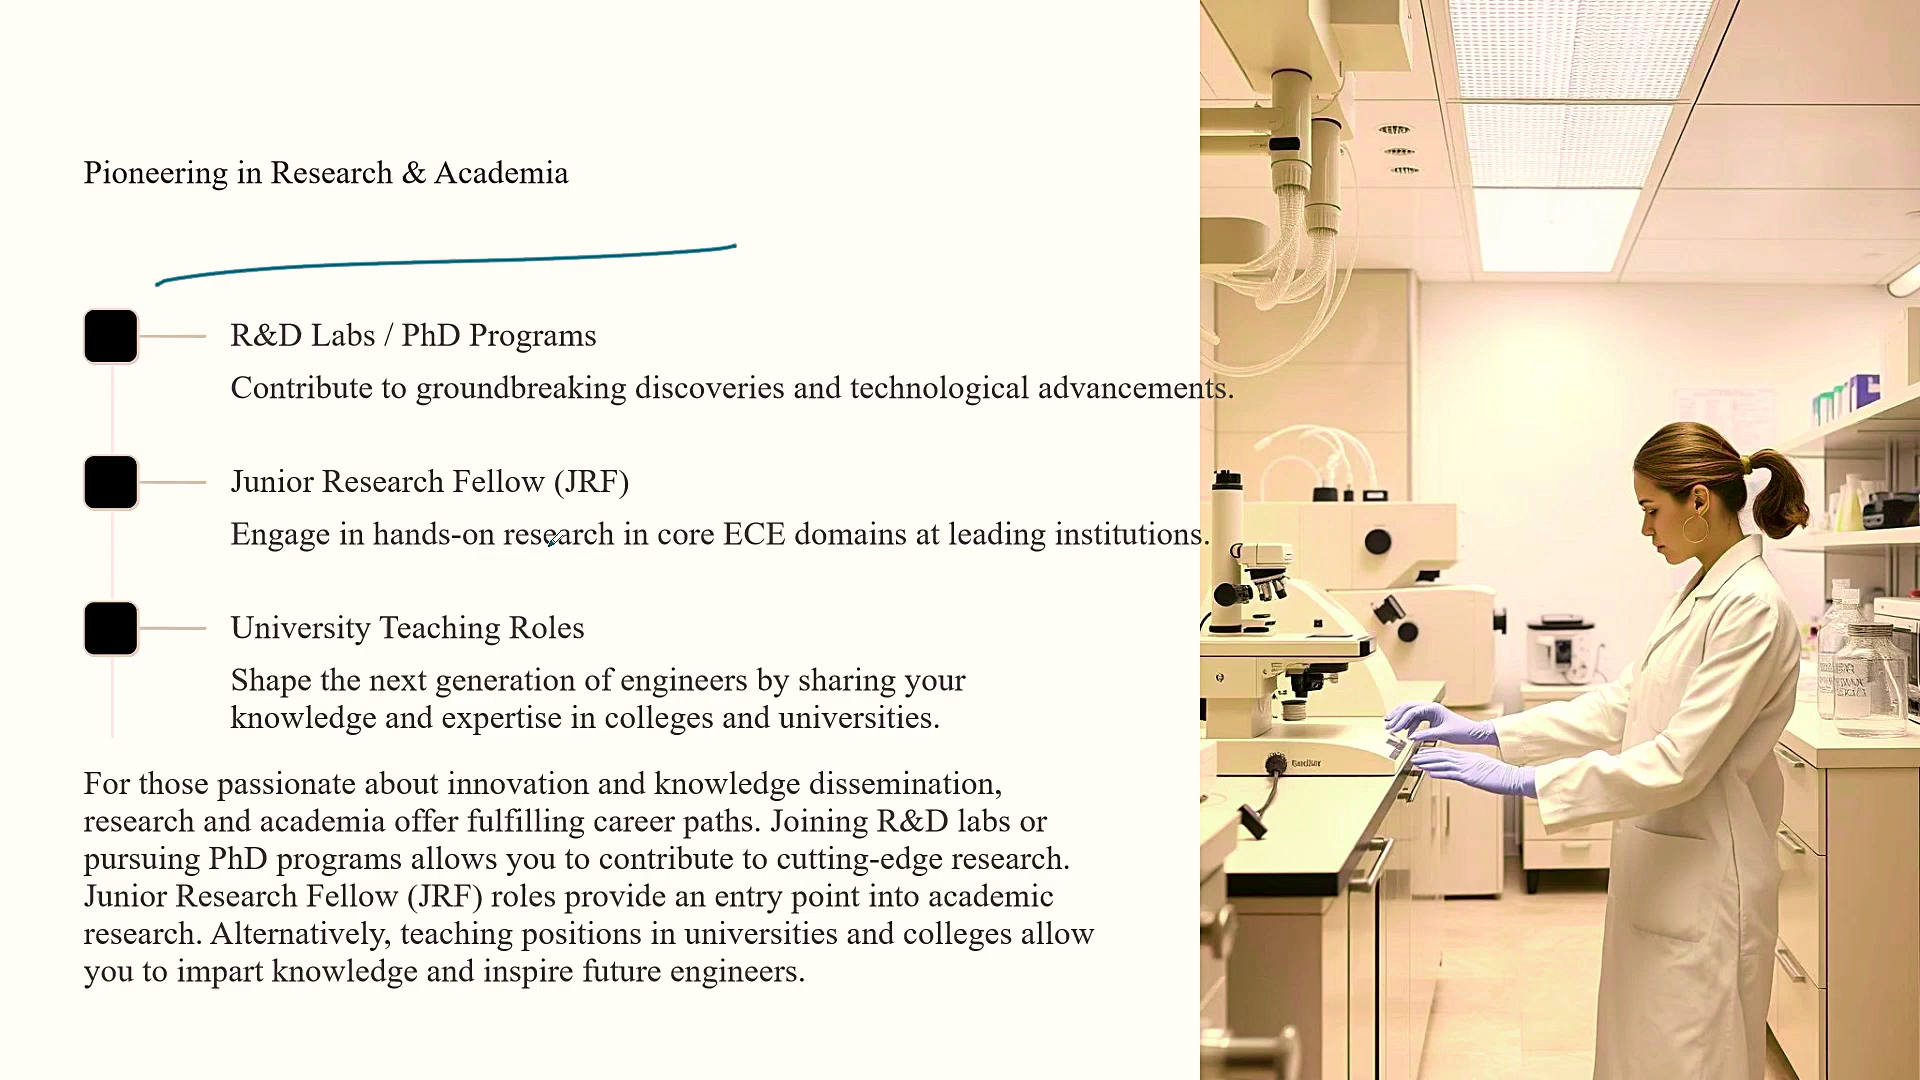 Pioneering in Research & Academia
R&D Labs / PhD Programs
Contribute to groundbreaking discoveries and technological advancements.
Junior Research Fellow (JRF)
Engage in hands-on research in core ECE domains at leading institutions.
University Teaching Roles
Shape the next generation of engineers by sharing your
knowledge and expertise in colleges and universities.
For those passionate about innovation and knowledge dissemination,
research and academia offer fulfilling career paths. Joining R&D labs or
pursuing PhD programs allows you to contribute to cutting-edge research.
Junior Research Fellow (JRF) roles provide an entry point into academic
research. Alternatively, teaching positions in universities and colleges allow
you to impart knowledge and inspire future engineers.